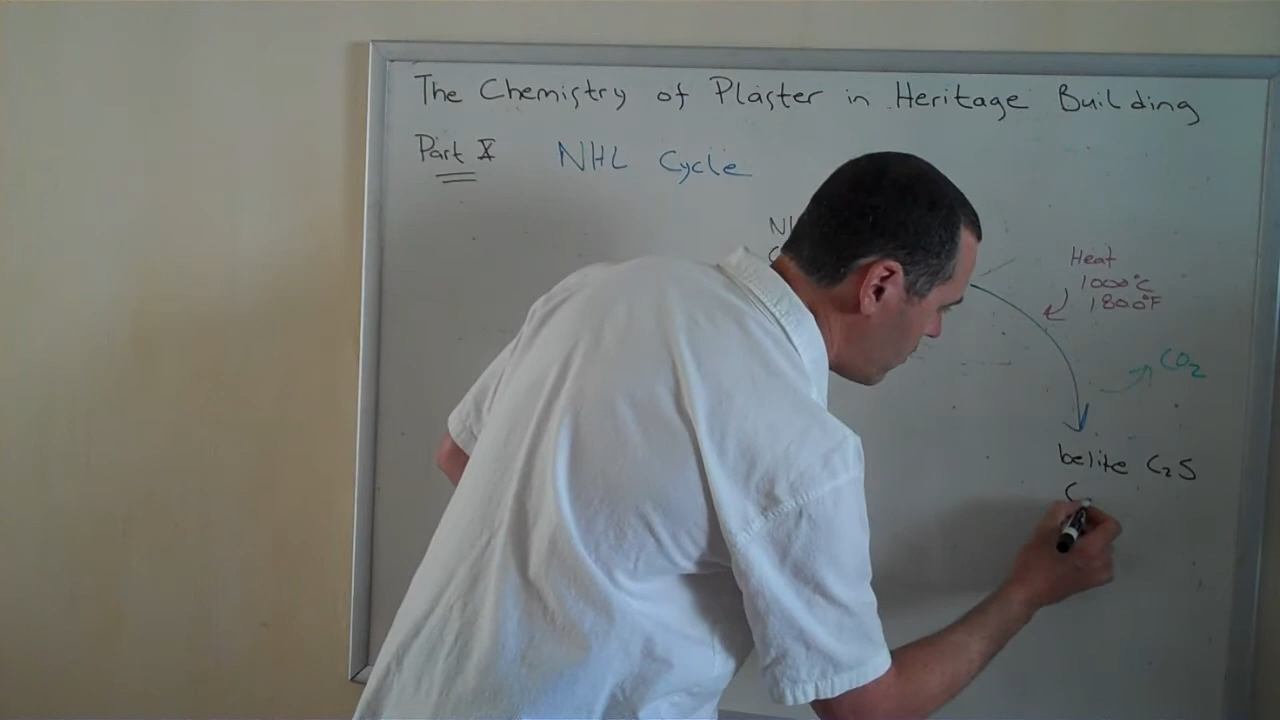 The Chemistry of Plaster in Heritage Building
Part X NHL Cycle
Heat
1000°C
1800°F
CO2
belite C2S
C